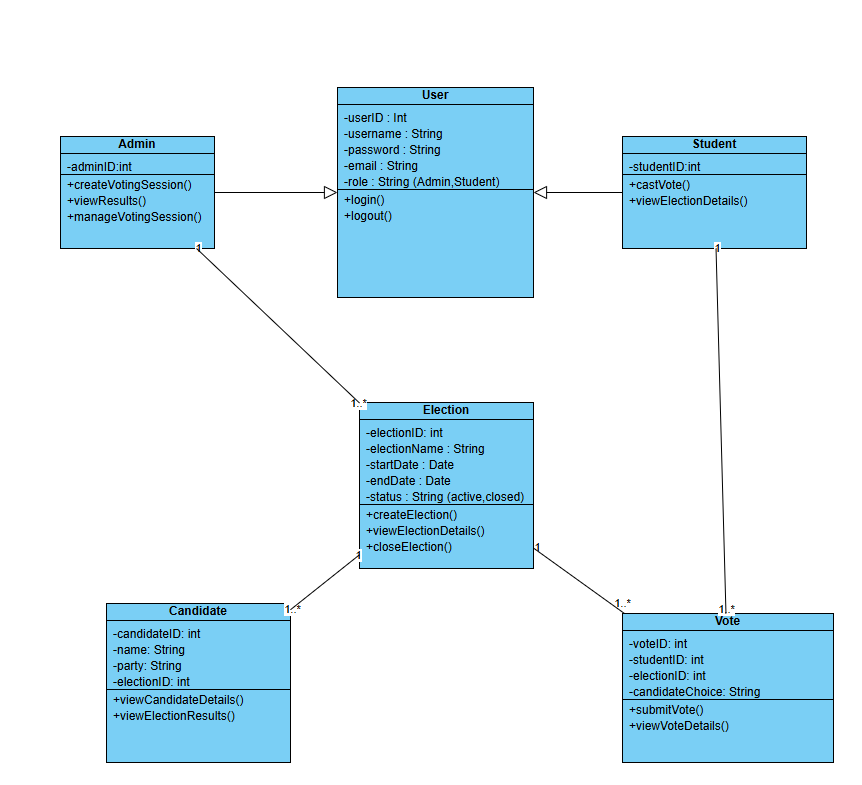 User
-userID : Int
-username : String
-password : String
-email : String
-role : String (Admin,Student)
+login()
+logout()
Admin
-adminID:int
+createVotingSession()
+viewResults()
+manageVotingSession()
1
Student
-studentID:int
+castVote()
+viewElectionDetails()
1
1..*
Election
-electionID: int
-electionName : String
-startDate : Date
-endDate : Date
-status : String (active,closed)
+createElection()
+viewElectionDetails()
+closeElection()
1
1
1..*
Candidate
-candidateID: int
-name: String
-party: String
-electionID: int
+viewCandidateDetails()
+viewElectionResults()
1..*
1..*
Vote
-voteID: int
-studentID: int
-electionID: int
-candidateChoice: String
+submitVote()
+viewVoteDetails()